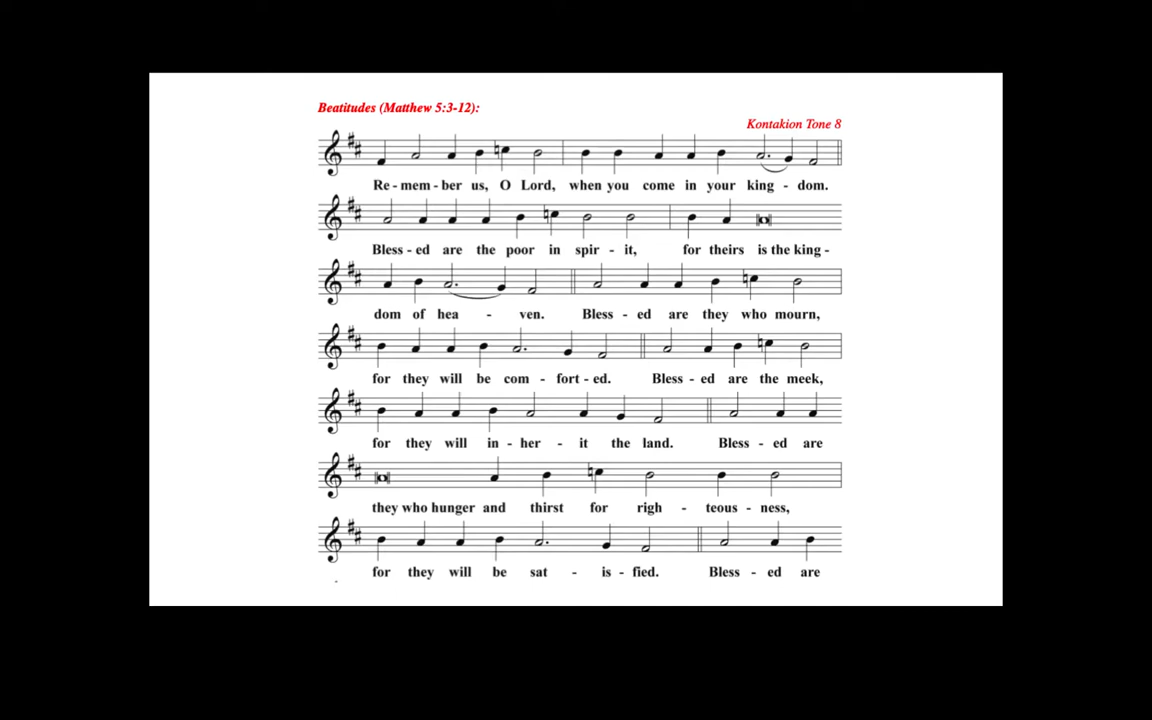 Beatitudes (Matthew 5:3-12):
Kontakion Tone 8
Re - mem - ber us, O Lord, when you come in your king - dom.
Bless - ed are the poor in spir - it, for theirs is the king -
dom of hea - ven. Bless - ed are they who mourn,
for they will be com - fort - ed. Bless - ed are the meek,
for they will in - her - it the land. Bless - ed are
they who hunger and thirst for righ - teous - ness,
for they will be sat - is - fied. Bless - ed are